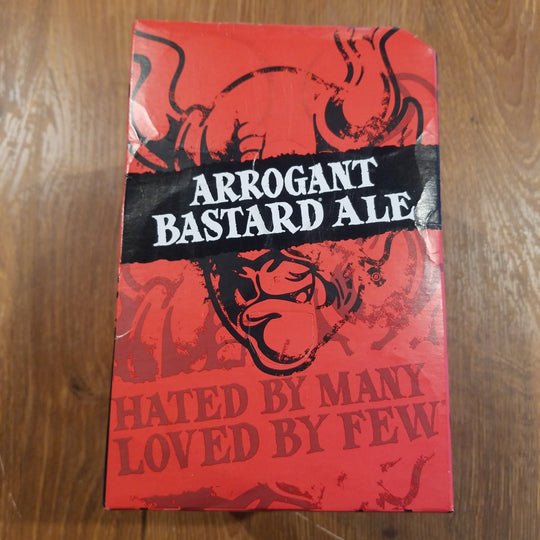 ARROGANT
BASTARD® ALE
HATED BY MANY
LOVED BY FEW®